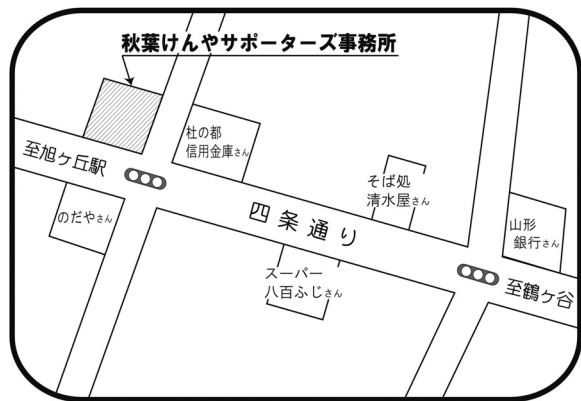 秋葉けんやサポーターズ事務所
至旭ケ丘駅
杜の都
信用金庫さん
のだやさん
四条通り
そば処
清水屋さん
スーパー
八百ふじさん
山形
銀行さん
至鶴ケ谷